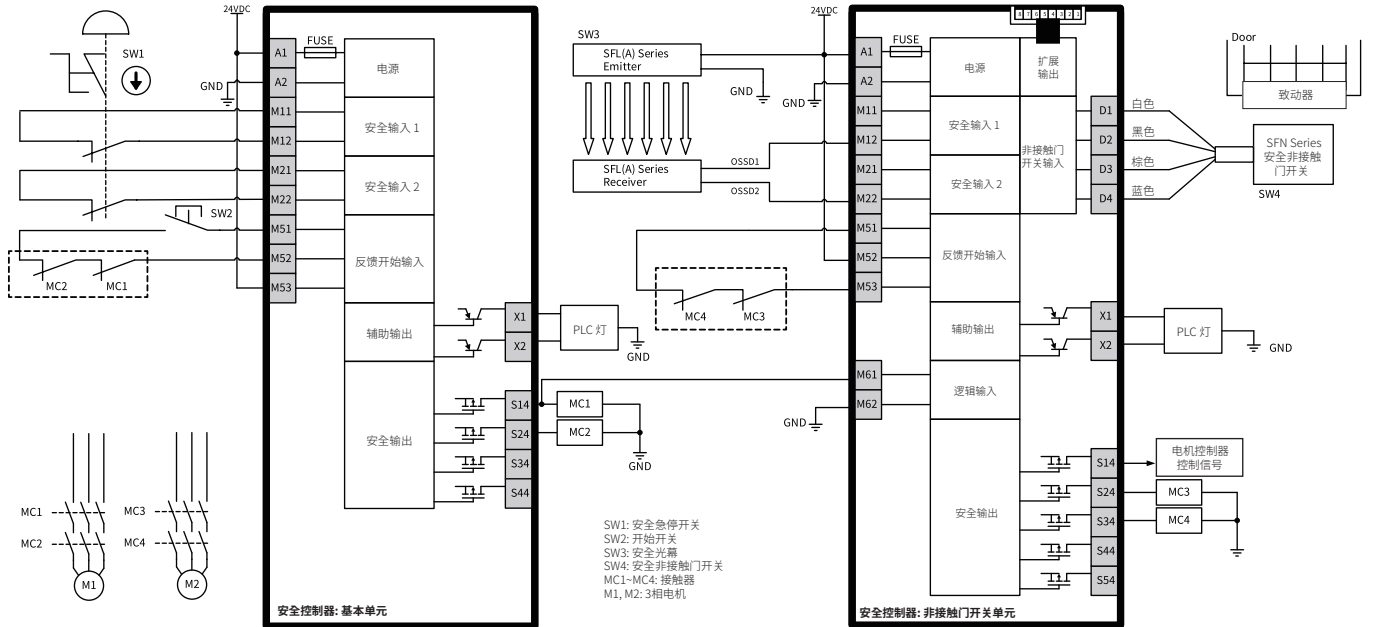 SW1
24VDC
GND
A1
A2
M11
M12
M21
M22
M51
M52
M53
FUSE
电源
安全输入 1
安全输入 2
反馈开始输入
辅助输出
安全输出
SW2
MC2
MC1
X1
X2
PLC 灯
GND
S14
S24
S34
S44
MC1
MC2
GND
MC1
MC2
M1
MC3
MC4
M2
安全控制器: 基本单元
SW3
SFL(A) Series
Emitter
GND
SFL(A) Series
Receiver
OSSD1
OSSD2
MC4
MC3
24VDC
GND
8 7 6 5 4 3 2 1
A1
A2
M11
M12
M21
M22
M51
M52
M53
M61
M62
GND
FUSE
电源
扩展
输出
安全输入 1
安全输入 2
非接触门
开关输入
反馈开始输入
辅助输出
逻辑输入
安全输出
D1
D2
D3
D4
白色
黑色
棕色
蓝色
Door
致动器
SFN Series
安全非接触
门开关
SW4
X1
X2
PLC 灯
GND
S14
S24
S34
S44
S54
电机控制器
控制信号
MC3
MC4
SW1: 安全急停开关
SW2: 开始开关
SW3: 安全光幕
SW4: 安全非接触门开关
MC1~MC4: 接触器
M1, M2: 3相电机
安全控制器: 非接触门开关单元